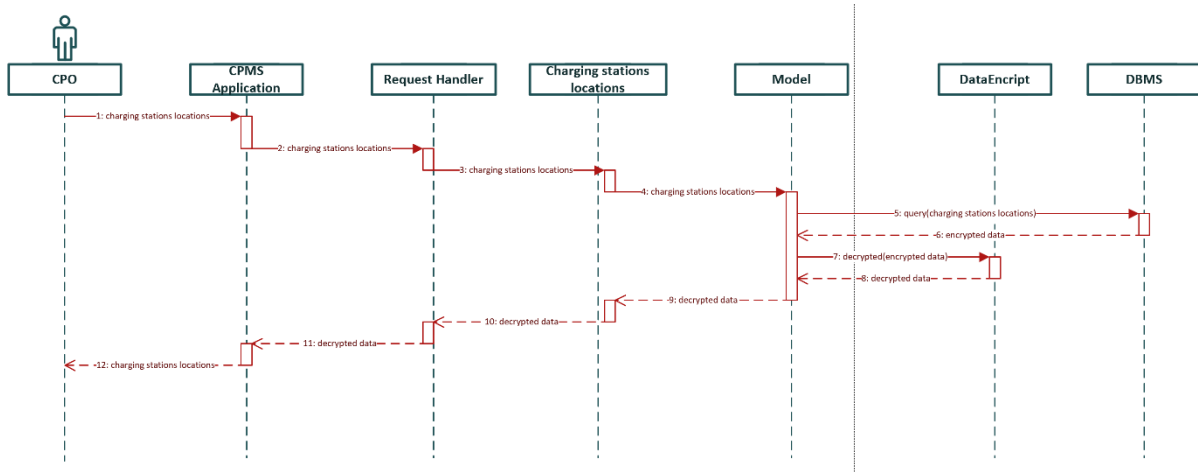 CPO
CPMS
Application
Request Handler
Charging stations
locations
Model
DataEncript
DBMS
1: charging stations locations
2: charging stations locations
3: charging stations locations
4: charging stations locations
5: query(charging stations locations)
6: encrypted data
7: decrypted(encrypted data)
8: decrypted data
9: decrypted data
10: decrypted data
11: decrypted data
12: charging stations locations